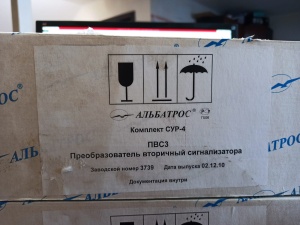 АЛЬБАТРОС®
Комплект СУР-4
ПВС3
Преобразователь вторичный сигнализатора
Заводской номер 3739 Дата выпуска 02.12.10
Документация внутри